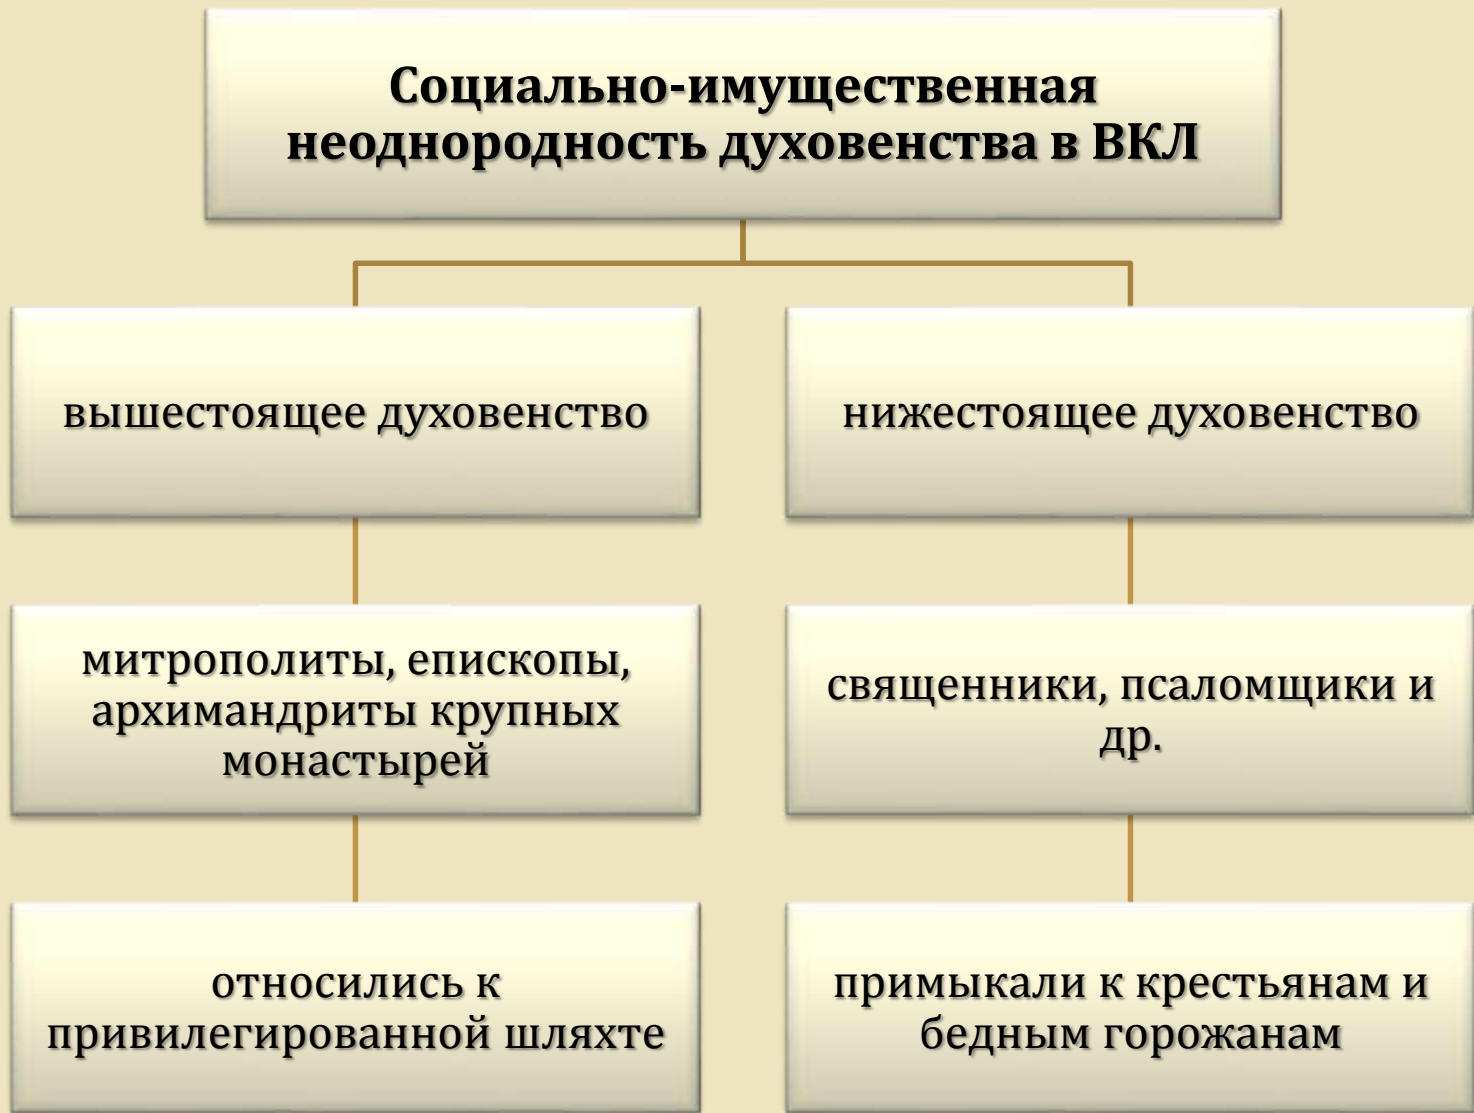 Социально-имущественная
неоднородность духовенства в ВКЛ
вышестоящее духовенство
нижестоящее духовенство
митрополиты, епископы,
архимандриты крупных
монастырей
священники, псаломщики и
др.
относились к
привилегированной шляхте
примыкали к крестьянам и
бедным горожанам